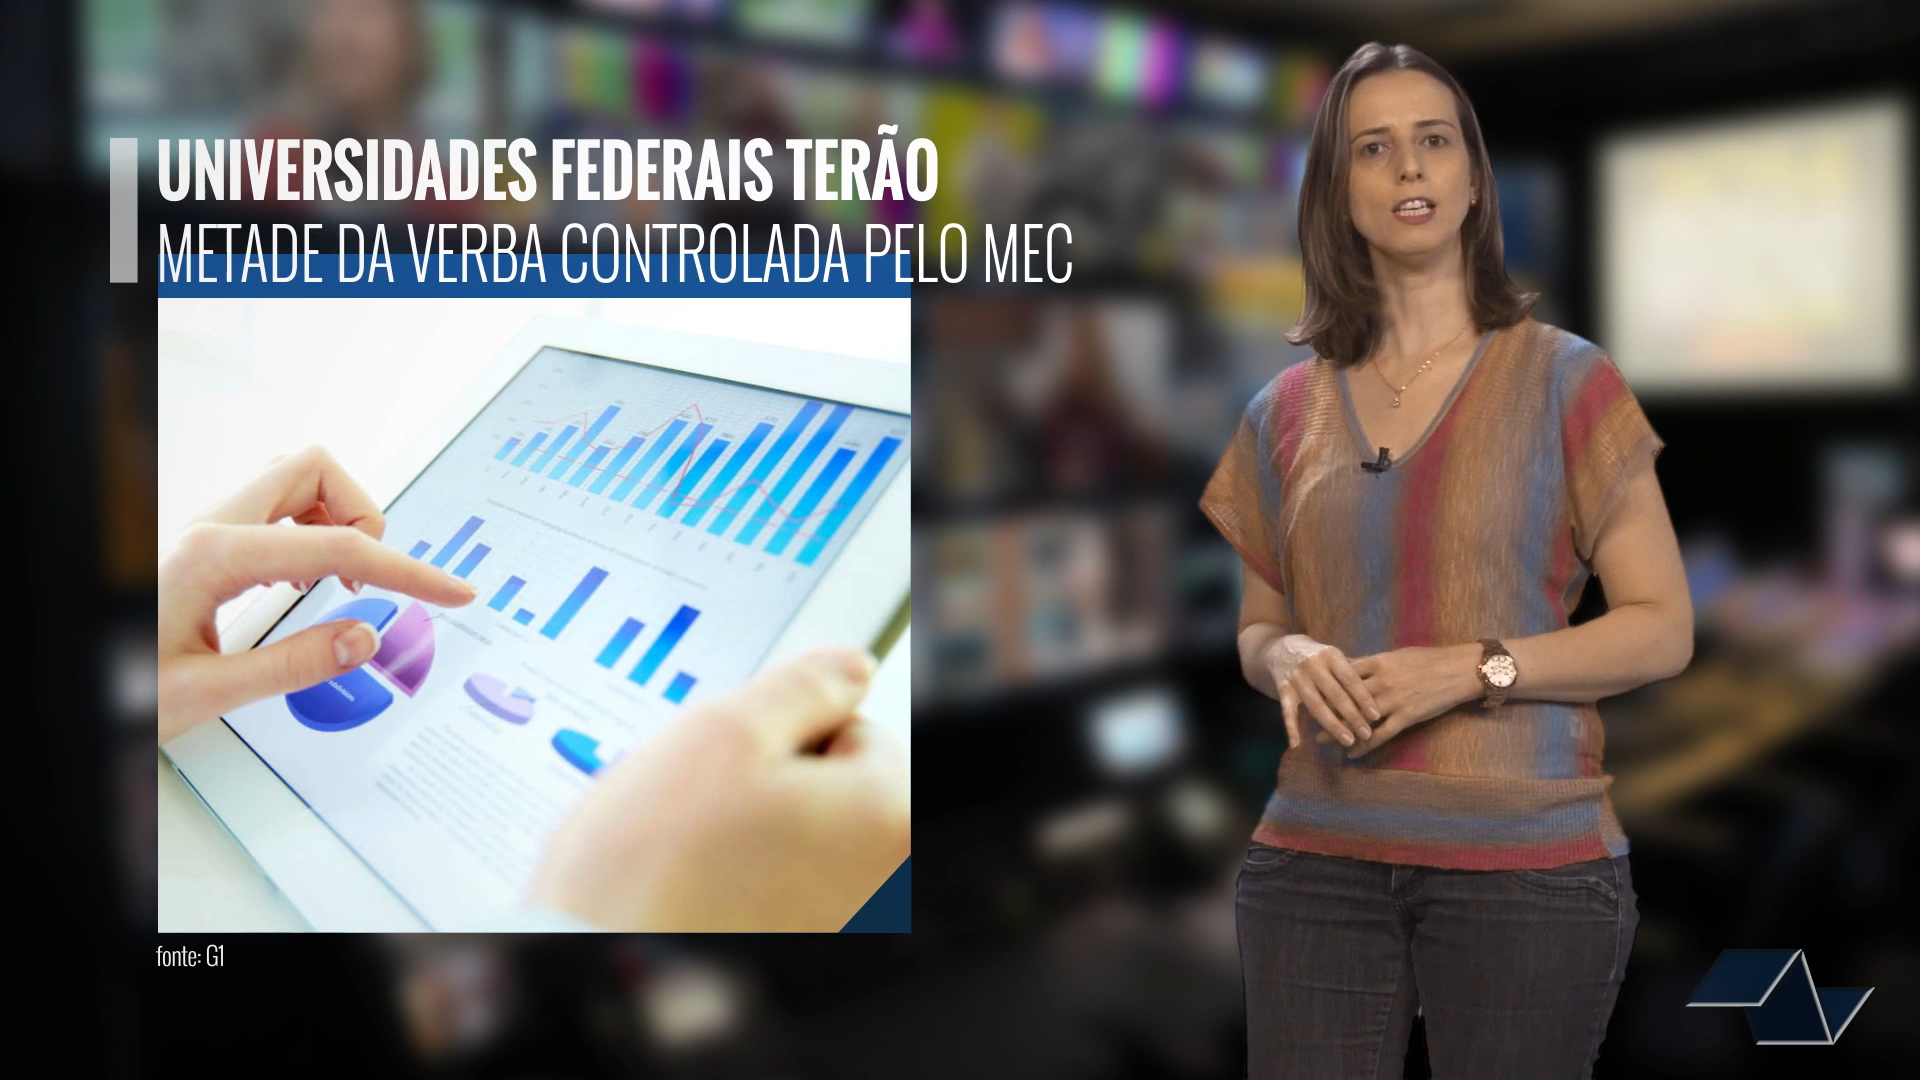 UNIVERSIDADES FEDERAIS TERÃO
METADE DA VERBA CONTROLADA PELO MEC
fonte: G1